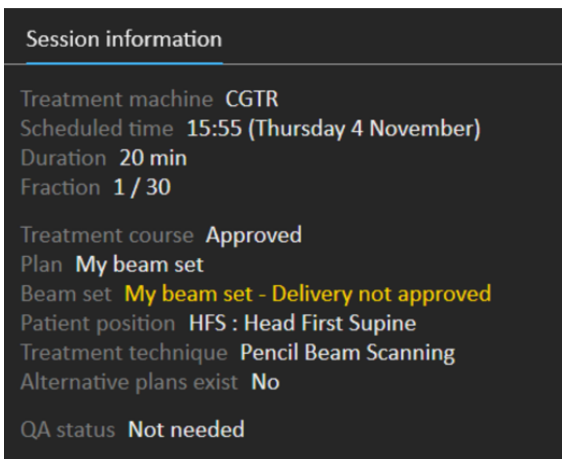 Session information
Treatment machine CGTR
Scheduled time 15:55 (Thursday 4 November)
Duration 20 min
Fraction 1 / 30
Treatment course Approved
Plan My beam set
Beam set My beam set - Delivery not approved
Patient position HFS : Head First Supine
Treatment technique Pencil Beam Scanning
Alternative plans exist No
QA status Not needed